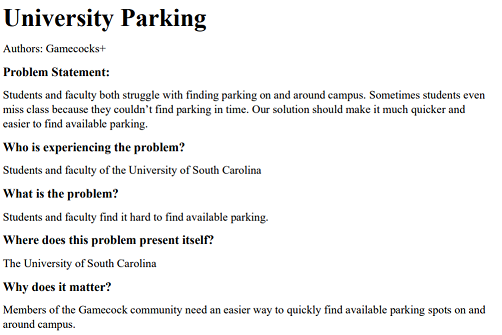 University Parking
Authors: Gamecocks+
Problem Statement:
Students and faculty both struggle with finding parking on and around campus. Sometimes students even
miss class because they couldn’t find parking in time. Our solution should make it much quicker and
easier to find available parking.
Who is experiencing the problem?
Students and faculty of the University of South Carolina
What is the problem?
Students and faculty find it hard to find available parking.
Where does this problem present itself?
The University of South Carolina
Why does it matter?
Members of the Gamecock community need an easier way to quickly find available parking spots on and
around campus.